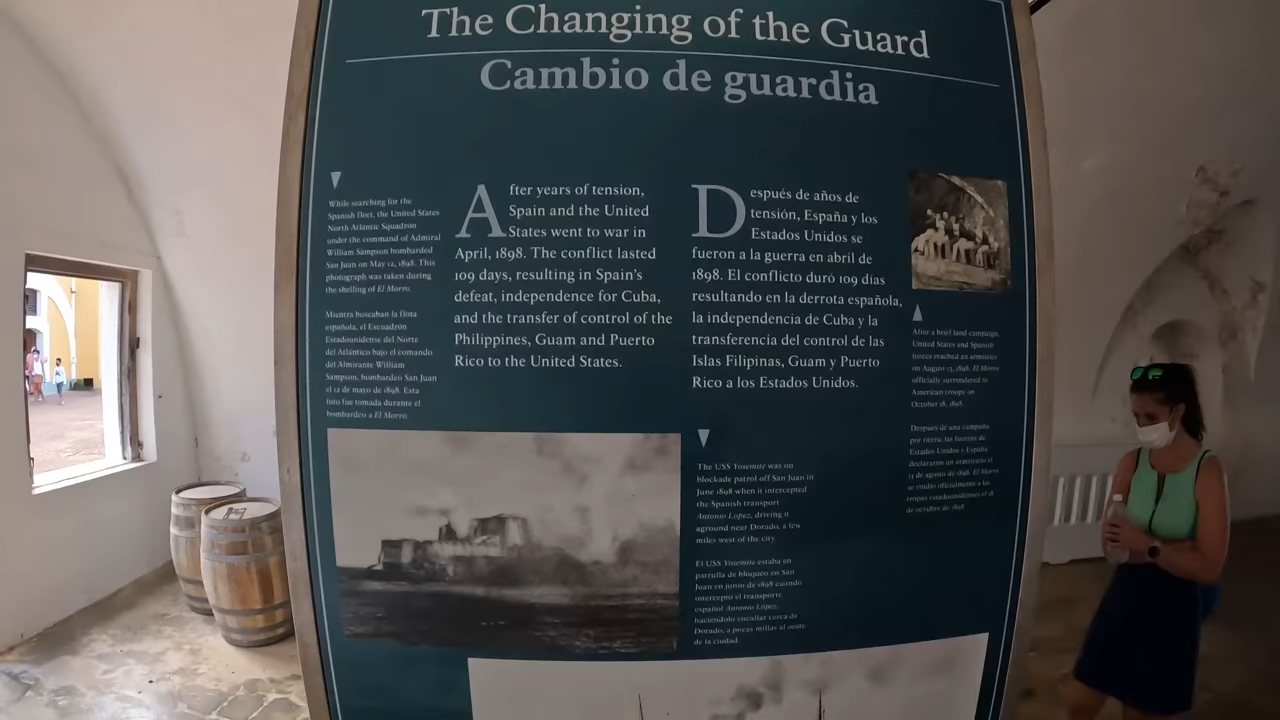 The Changing of the Guard
Cambio de guardia
While searching for the
Spanish fleet, the United States
North Atlantic Squadron
under the command of Admiral
William Sampson bombarded
San Juan on May 12, 1898. This
photograph was taken during
the shelling of El Morro.
Mientra buscaban la flota
española, el Escuadrón
Estadounidense del Norte
del Atlántico bajo el comando
del Almirante William
Sampson, bombardeó San Juan
el 12 de mayo de 1898. Esta
foto fue tomada durante el
bombardeo a El Morro.
After years of tension,
Spain and the United
States went to war in
April, 1898. The conflict lasted
109 days, resulting in Spain's
defeat, independence for Cuba,
and the transfer of control of the
Philippines, Guam and Puerto
Rico to the United States.
Después de años de
tensión, España y los
Estados Unidos se
fueron a la guerra en abril de
1898. El conflicto duró 109 días
resultando en la derrota española,
la independencia de Cuba y la
transferencia del control de las
Islas Filipinas, Guam y Puerto
Rico a los Estados Unidos.
After a brief land campaign,
United States and Spanish
forces reached an armistice
on August 13, 1898. El Morro
officially surrendered to
American troops on
October 18, 1898.
Después de una campaña
por tierra, las fuerzas de
Estados Unidos y España
declararon un armisticio el
13 de agosto de 1898. El Morro
se rindió oficialmente a las
tropas estadounidenses el 18
de octubre de 1898
The USS Yosemite was on
blockade patrol off San Juan in
June 1898 when it intercepted
the Spanish transport
Antonio López, driving it
aground near Dorado, a few
miles west of the city.
El USS Yosemite estaba en
patrulla de bloqueo en San
Juan en junio de 1898 cuando
interceptó el transporte
español Antonio López,
haciéndolo encallar cerca de
Dorado, a pocas millas al oeste
de la ciudad.